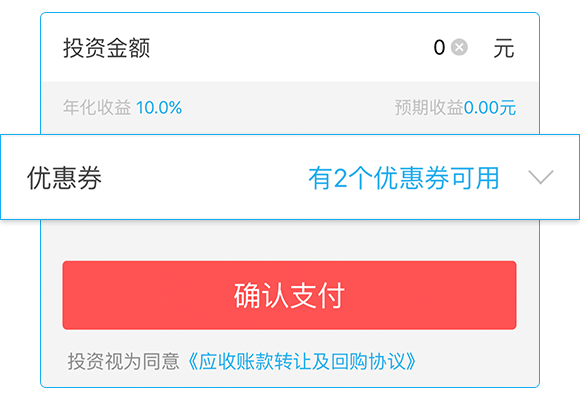 投资金额 0 元
年化收益 10.0% 预期收益0.00元
优惠券 有2个优惠券可用
确认支付
投资视为同意《应收账款转让及回购协议》